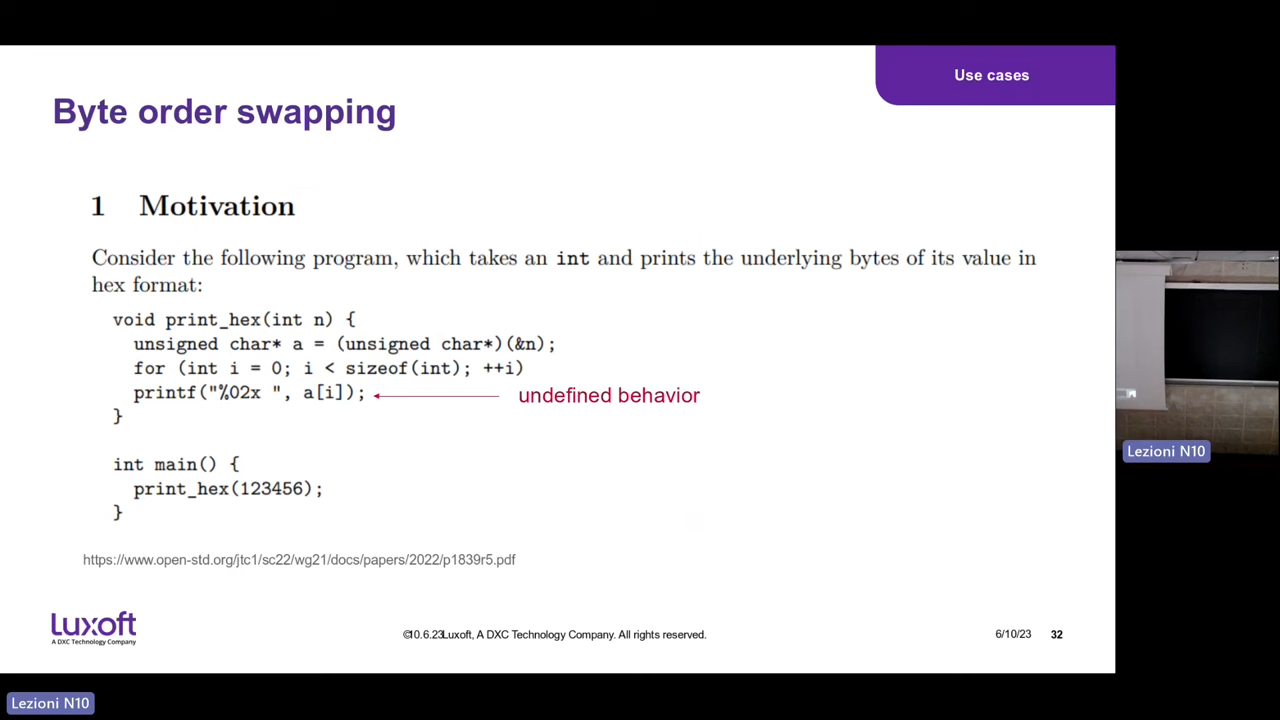 Use cases
Byte order swapping
1 Motivation
Consider the following program, which takes an int and prints the underlying bytes of its value in
hex format:
void print_hex(int n) {
unsigned char* a = (unsigned char*)(&n);
for (int i = 0; i < sizeof(int); ++i)
printf("%02x ", a[i]);
undefined behavior
}
int main() {
print_hex(123456);
}
https://www.open-std.org/jtc1/sc22/wg21/docs/papers/2022/p1839r5.pdf
Luxoft
A DXC Technology Company
©10.6.23Luxoft, A DXC Technology Company. All rights reserved.
6/10/23
32
Lezioni N10
Lezioni N10